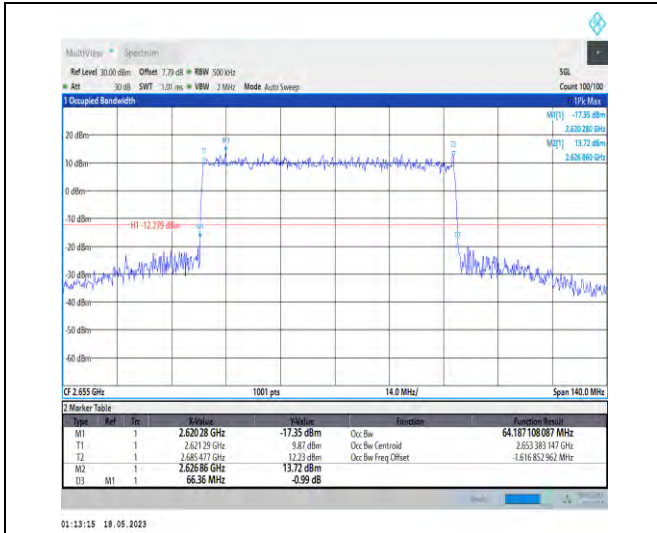 MultiView Spectrum
Ref Level 30.00 dBm Offset 7.79 dB RBW 500 kHz SGL
Att 30 dB SWT 1.01 ms VBW 2 MHz Mode Auto Sweep Count 100/100
1 Occupied Bandwidth 1Pk Max
M1[1] -17.35 dBm
2.620 280 GHz
M2[1] 13.72 dBm
2.626 860 GHz
20 dBm
10 dBm
0 dBm
-10 dBm
H1 -12.279 dBm
-20 dBm
-30 dBm
-40 dBm
-50 dBm
-60 dBm
CF 2.655 GHz 1001 pts 14.0 MHz/ Span 140.0 MHz
2 Marker Table
Type Ref Trc X-Value Y-Value Function Function Result
M1 1 2.620 28 GHz -17.35 dBm Occ Bw 64.187 108 087 MHz
T1 1 2.621 29 GHz 9.87 dBm Occ Bw Centroid 2.653 383 147 GHz
T2 1 2.685 477 GHz 12.23 dBm Occ Bw Freq Offset -1.616 852 962 MHz
M2 1 2.626 86 GHz 13.72 dBm
D3 M1 1 66.36 MHz -0.99 dB
01:13:15 18.05.2023